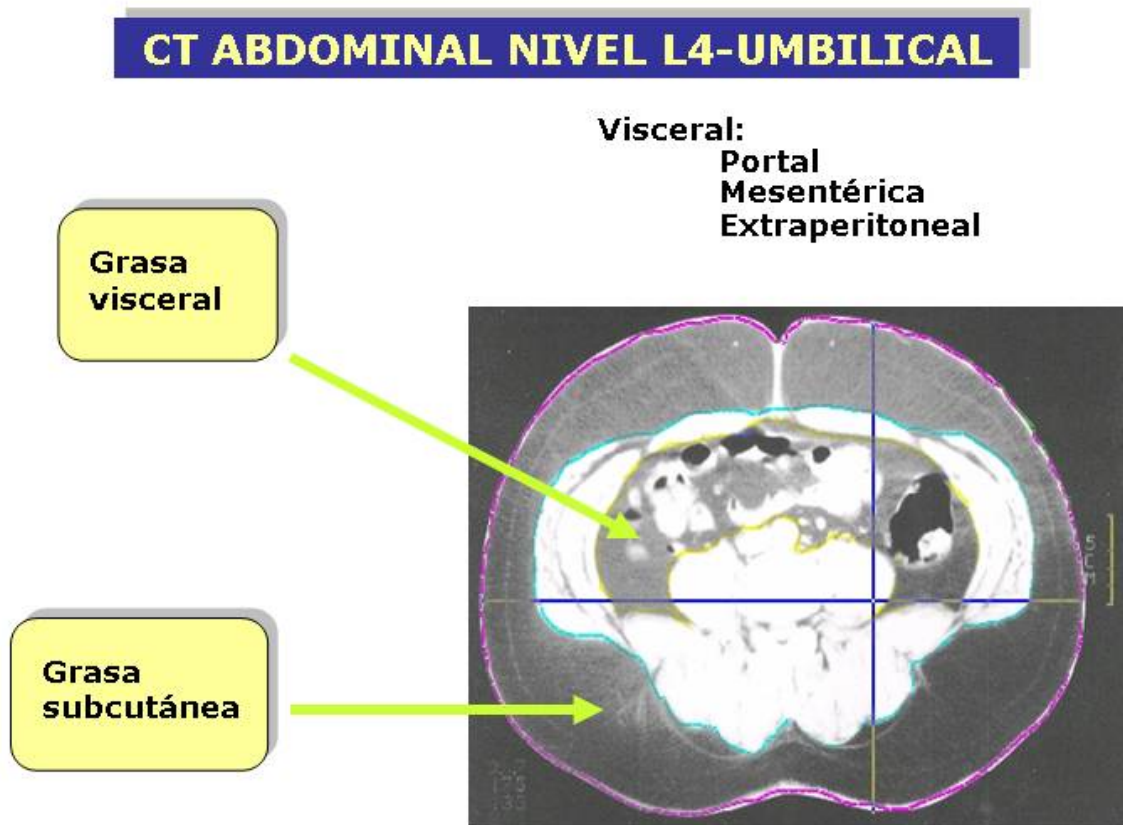 CT ABDOMINAL NIVEL L4-UMBILICAL
Visceral:
Portal
Mesentérica
Extraperitoneal
Grasa
visceral
Grasa
subcutánea